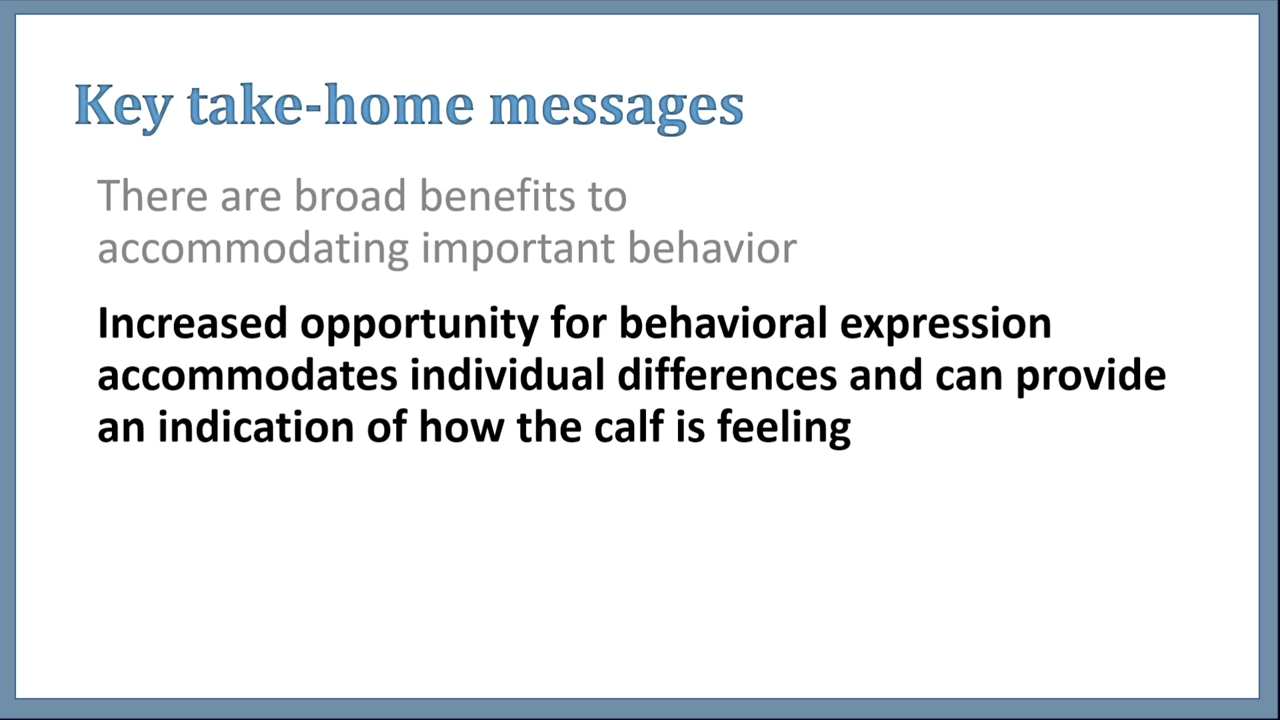 Key take-home messages
There are broad benefits to
accommodating important behavior
Increased opportunity for behavioral expression
accommodates individual differences and can provide
an indication of how the calf is feeling